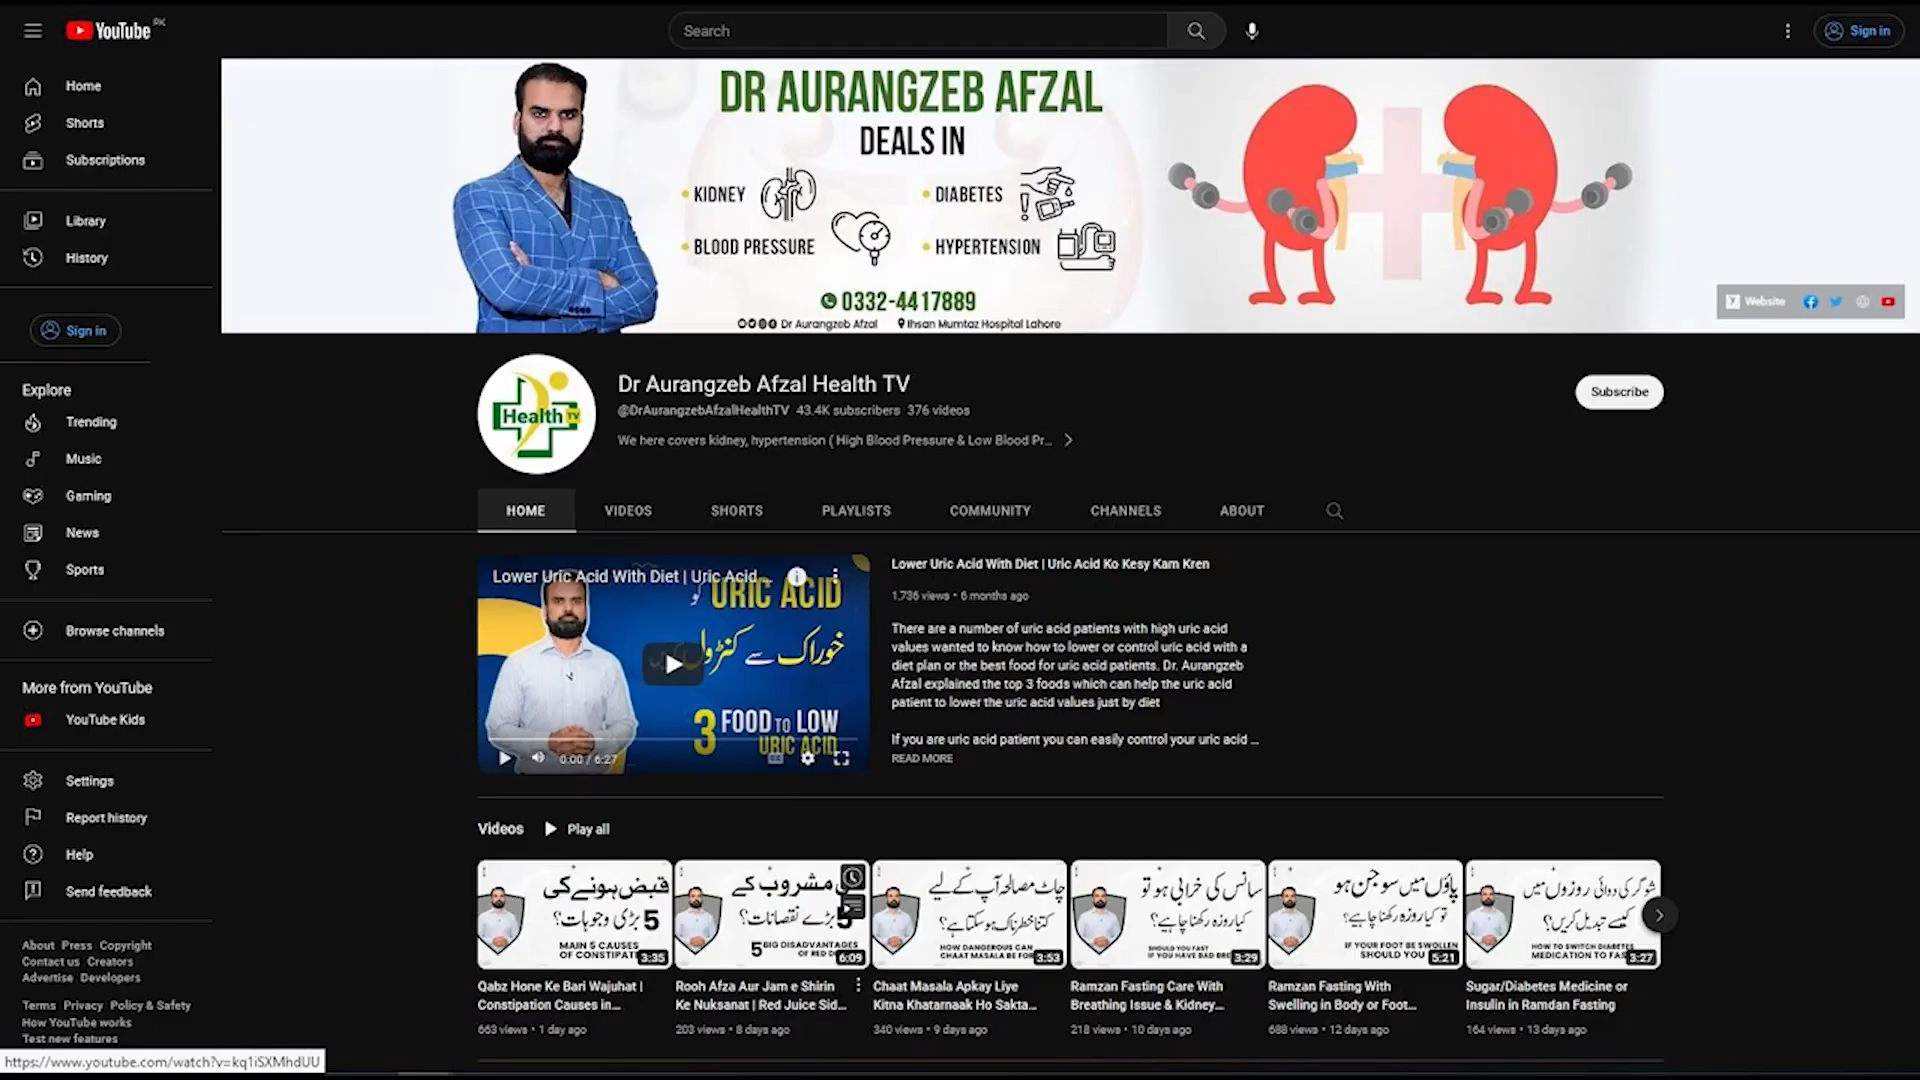 YouTube PK
Search
Sign in
Home
Shorts
Subscriptions
Library
History
Sign in
Explore
Trending
Music
Gaming
News
Sports
Browse channels
More from YouTube
YouTube Kids
Settings
Report history
Help
Send feedback
About Press Copyright
Contact us Creators
Advertise Developers
Terms Privacy Policy & Safety
How YouTube works
Test new features
https://www.youtube.com/watch?v=kq1iSXMhdUU
DR AURANGZEB AFZAL
DEALS IN
• KIDNEY
• DIABETES
• BLOOD PRESSURE
• HYPERTENSION
0332-4417889
Dr Aurangzeb Afzal Ihsan Mumtaz Hospital Lahore
Website
Health TV
Dr Aurangzeb Afzal Health TV
@DrAurangzebAfzalHealthTV 43.4K subscribers 376 videos
We here covers kidney, hypertension ( High Blood Pressure & Low Blood Pr...
Subscribe
HOME
VIDEOS
SHORTS
PLAYLISTS
COMMUNITY
CHANNELS
ABOUT
Lower Uric Acid With Diet | Uric Acid ...
URIC ACID کو
خوراک سے کنٹرول
3 FOOD TO LOW
URIC ACID
0:00 / 6:27
Lower Uric Acid With Diet | Uric Acid Ko Kesy Kam Kren
1,736 views • 6 months ago
There are a number of uric acid patients with high uric acid
values wanted to know how to lower or control uric acid with a
diet plan or the best food for uric acid patients. Dr. Aurangzeb
Afzal explained the top 3 foods which can help the uric acid
patient to lower the uric acid values just by diet
If you are uric acid patient you can easily control your uric acid ...
READ MORE
Videos Play all
قبض ہونے کی
5 بڑی وجوہات؟
MAIN 5 CAUSES
OF CONSTIPAT
3:35
Qabz Hone Ke Bari Wajuhat |
Constipation Causes in...
663 views • 1 day ago
مشروب کے
5 بڑے نقصانات؟
5 BIG DISADVANTAGES
OF RED
6:09
Rooh Afza Aur Jam e Shirin
Ke Nuksanat | Red Juice Sid...
203 views • 8 days ago
چاٹ مصالحہ آپ کے لیے
کتنا خطرناک ہوسکتا ہے؟
HOW DANGEROUS CAN
CHAAT MASALA BE FOR
3:53
Chaat Masala Apkay Liye
Kitna Khatarnaak Ho Sakta...
340 views • 9 days ago
سانس کی خرابی ہو تو
کیا روزہ رکھنا چاہیے؟
SHOULD YOU FAST
IF YOU HAVE BAD BRE
3:29
Ramzan Fasting Care With
Breathing Issue & Kidney...
218 views • 10 days ago
پاؤں میں سوجن ہو
تو کیا روزہ رکھنا چاہیے؟
IF YOUR FOOT BE SWOLLEN
SHOULD YOU
5:21
Ramzan Fasting With
Swelling in Body or Foot...
688 views • 12 days ago
شوگر کی دوائی روزوں میں
کیسے تبدیل کریں؟
HOW TO SWITCH DIABETES
MEDICATION TO FAS
3:27
Sugar/Diabetes Medicine or
Insulin in Ramdan Fasting
164 views • 13 days ago